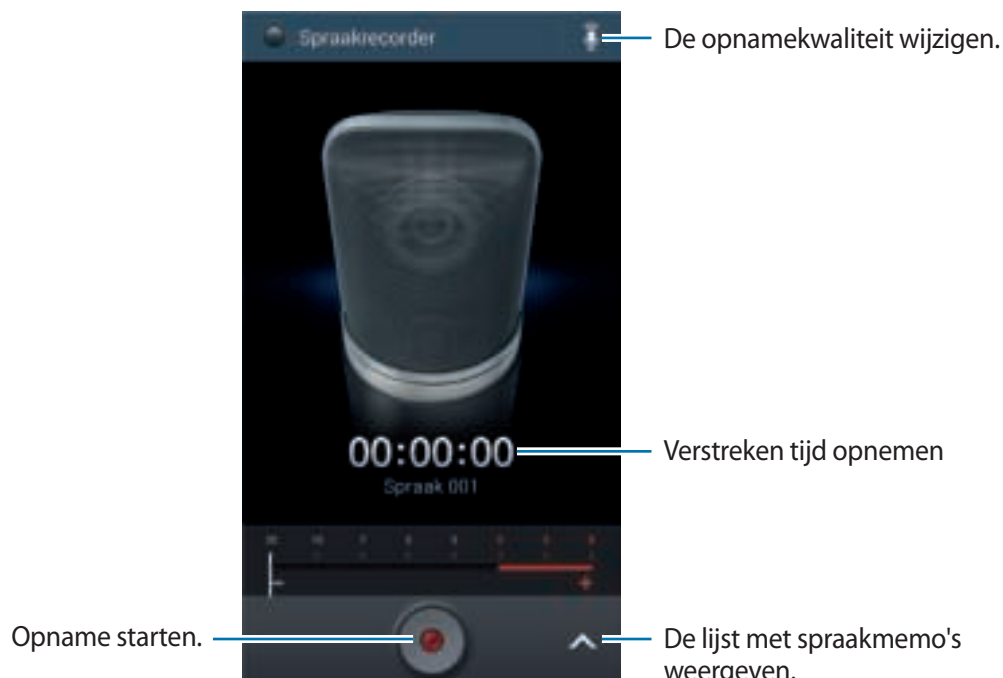 Spraakrecorder
De opnamekwaliteit wijzigen.
00:00:00
Verstreken tijd opnemen
Spraak 001
Opname starten.
De lijst met spraakmemo's
weergeven.